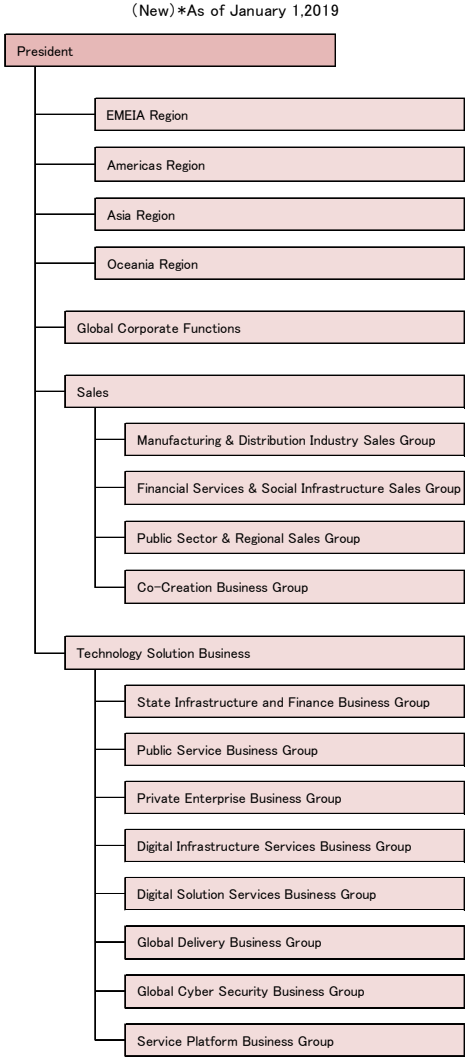 (New)*As of January 1,2019
President
EMEIA Region
Americas Region
Asia Region
Oceania Region
Global Corporate Functions
Sales
Manufacturing & Distribution Industry Sales Group
Financial Services & Social Infrastructure Sales Group
Public Sector & Regional Sales Group
Co-Creation Business Group
Technology Solution Business
State Infrastructure and Finance Business Group
Public Service Business Group
Private Enterprise Business Group
Digital Infrastructure Services Business Group
Digital Solution Services Business Group
Global Delivery Business Group
Global Cyber Security Business Group
Service Platform Business Group